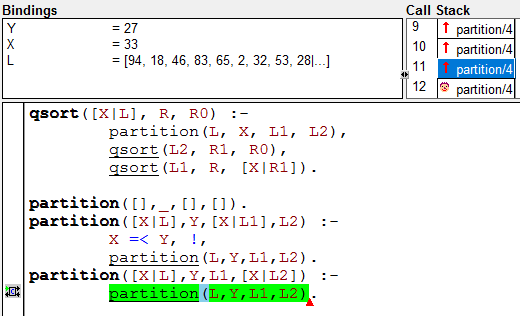 Bindings
Y = 27
X = 33
L = [94, 18, 46, 83, 65, 2, 32, 53, 28|...]
Call Stack
9 partition/4
10 partition/4
11 partition/4
12 partition/4
qsort([X|L], R, R0) :-
partition(L, X, L1, L2),
qsort(L2, R1, R0),
qsort(L1, R, [X|R1]).
partition([],_,[],[]).
partition([X|L],Y,[X|L1],L2) :-
X =< Y, !,
partition(L,Y,L1,L2).
partition([X|L],Y,L1,[X|L2]) :-
partition(L,Y,L1,L2).